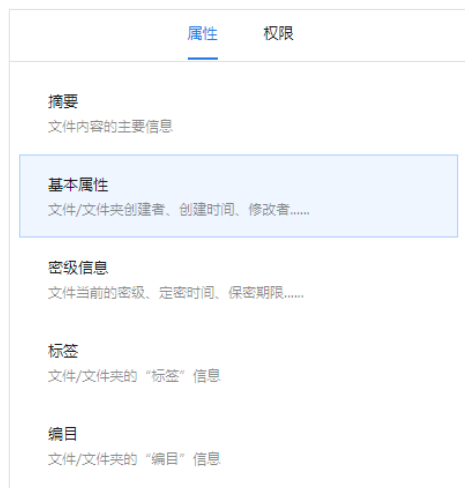 属性 权限
摘要
文件内容的主要信息
基本属性
文件/文件夹创建者、创建时间、修改者......
密级信息
文件当前的密级、定密时间、保密期限......
标签
文件/文件夹的“标签”信息
编目
文件/文件夹的“编目”信息